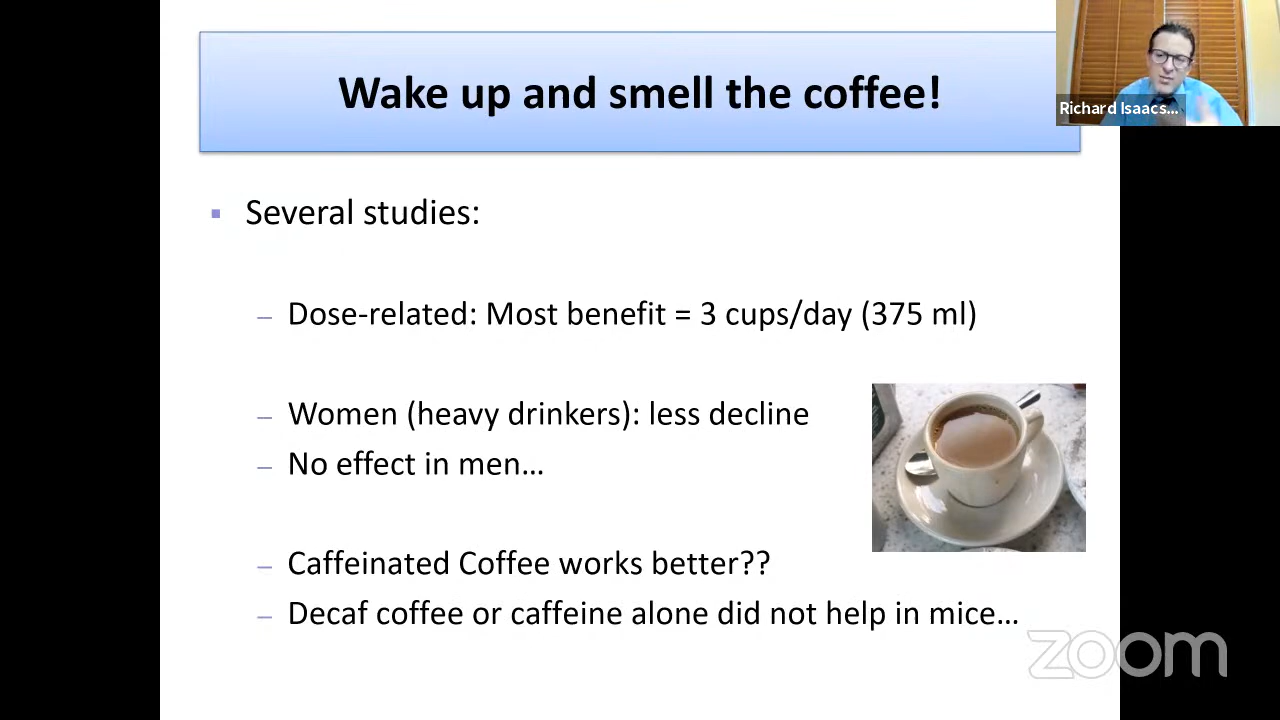 Wake up and smell the coffee!
Richard Isaacs...
Several studies:
– Dose-related: Most benefit = 3 cups/day (375 ml)
– Women (heavy drinkers): less decline
– No effect in men…
– Caffeinated Coffee works better??
– Decaf coffee or caffeine alone did not help in mice…
zoom